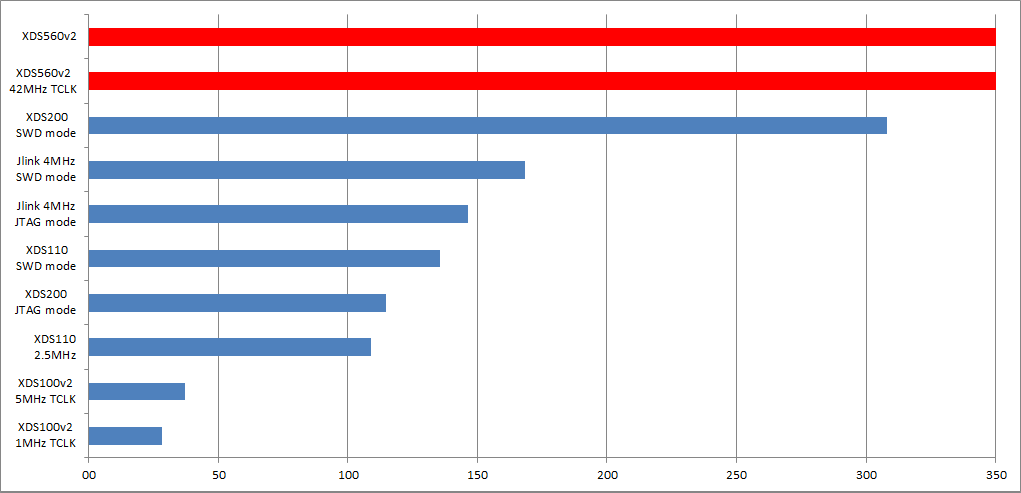 XDS560v2
XDS560v2
42MHz TCLK
XDS200
SWD mode
Jlink 4MHz
SWD mode
Jlink 4MHz
JTAG mode
XDS110
SWD mode
XDS200
JTAG mode
XDS110
2.5MHz
XDS100v2
5MHz TCLK
XDS100v2
1MHz TCLK
00 50 100 150 200 250 300 350